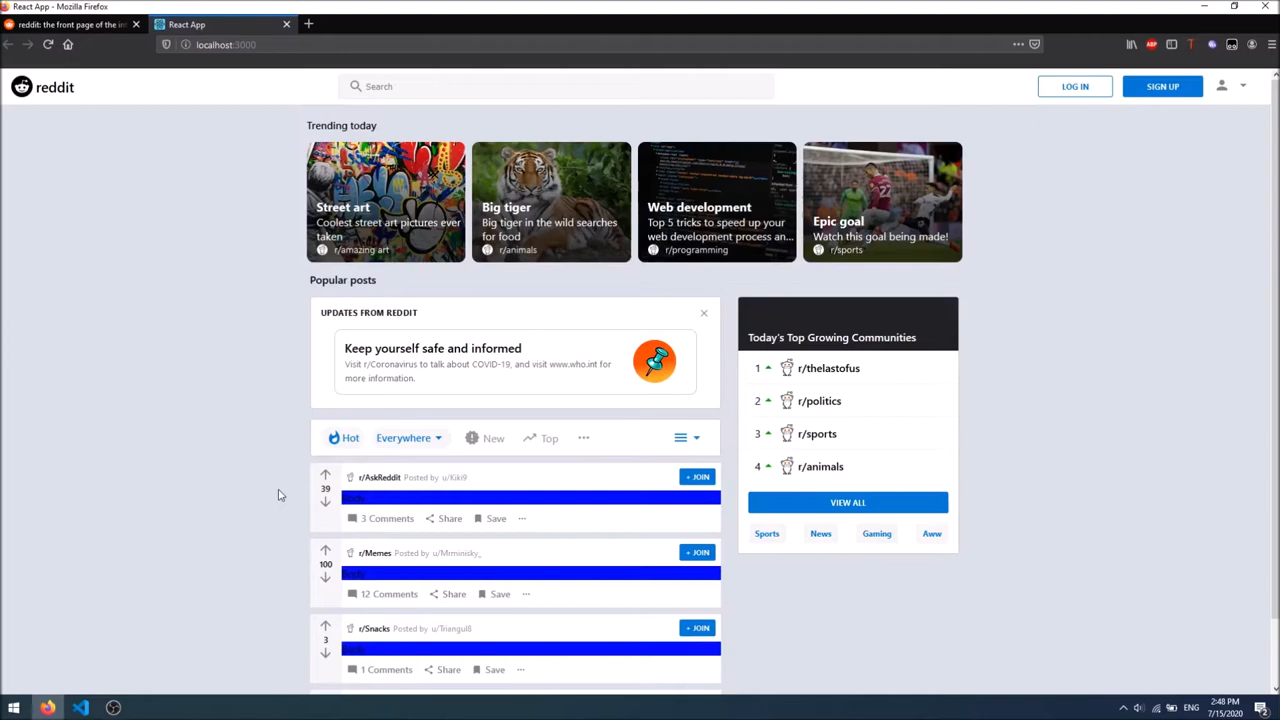 React App - Mozilla Firefox
reddit: the front page of the in
React App
localhost:3000
reddit
Search
LOG IN
SIGN UP
Trending today
Street art
Coolest street art pictures ever
taken
r/amazing art
Big tiger
Big tiger in the wild searches
for food
r/animals
Web development
Top 5 tricks to speed up your
web development process an...
r/programming
Epic goal
Watch this goal being made!
r/sports
Popular posts
UPDATES FROM REDDIT
Keep yourself safe and informed
Visit r/Coronavirus to talk about COVID-19, and visit www.who.int for
more information.
Hot
Everywhere
New
Top
r/AskReddit Posted by u/Kiki9
+ JOIN
39
Body
3 Comments
Share
Save
r/Memes Posted by u/Mrminisky_
+ JOIN
100
Body
12 Comments
Share
Save
r/Snacks Posted by u/Triangul8
+ JOIN
3
Body
1 Comments
Share
Save
Today's Top Growing Communities
1 r/thelastofus
2 r/politics
3 r/sports
4 r/animals
VIEW ALL
Sports
News
Gaming
Aww
ENG
2:48 PM
7/15/2020
2